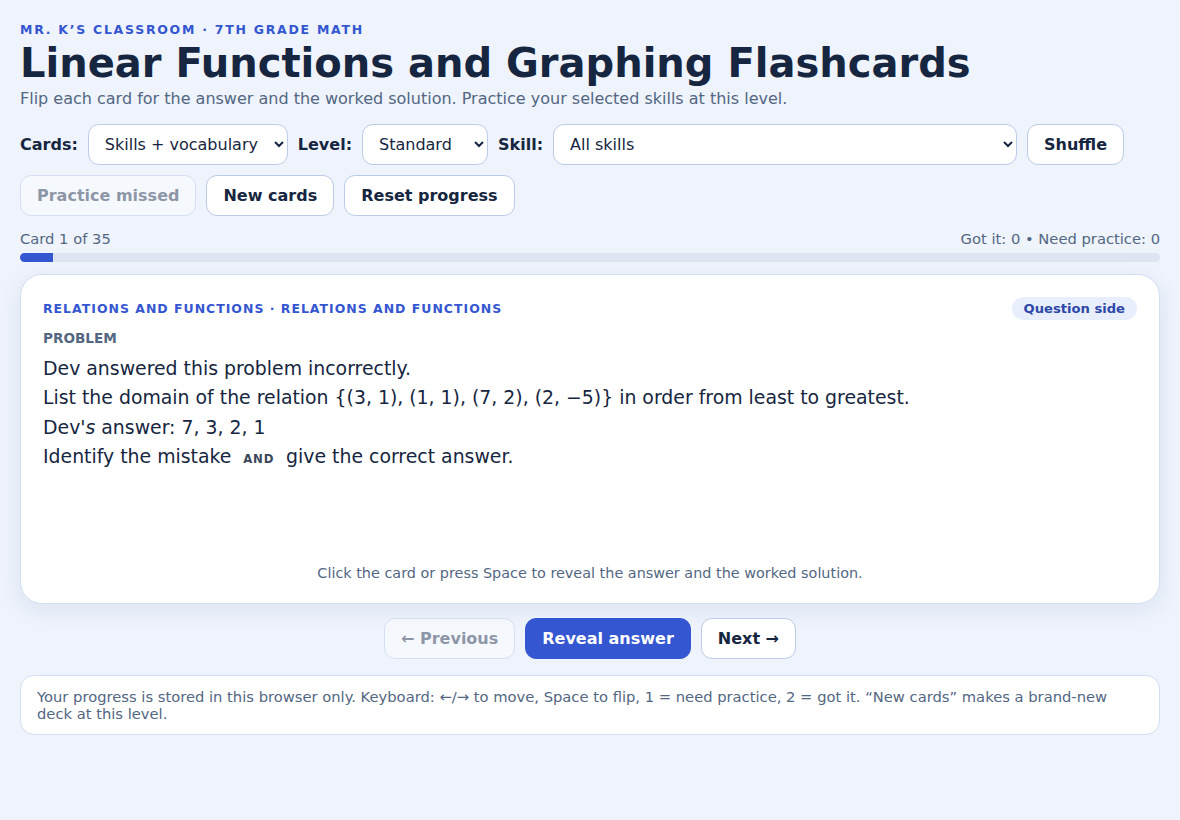 MR. K’S CLASSROOM · 7TH GRADE MATH
Linear Functions and Graphing Flashcards
Flip each card for the answer and the worked solution. Practice your selected skills at this level.
Cards: Skills + vocabulary Level: Standard Skill: All skills Shuffle
Practice missed New cards Reset progress
Card 1 of 35 Got it: 0 • Need practice: 0
RELATIONS AND FUNCTIONS · RELATIONS AND FUNCTIONS Question side
PROBLEM
Dev answered this problem incorrectly.
List the domain of the relation {(3, 1), (1, 1), (7, 2), (2, −5)} in order from least to greatest.
Dev's answer: 7, 3, 2, 1
Identify the mistake AND give the correct answer.
Click the card or press Space to reveal the answer and the worked solution.
← Previous Reveal answer Next →
Your progress is stored in this browser only. Keyboard: ←/→ to move, Space to flip, 1 = need practice, 2 = got it. “New cards” makes a brand-new
deck at this level.